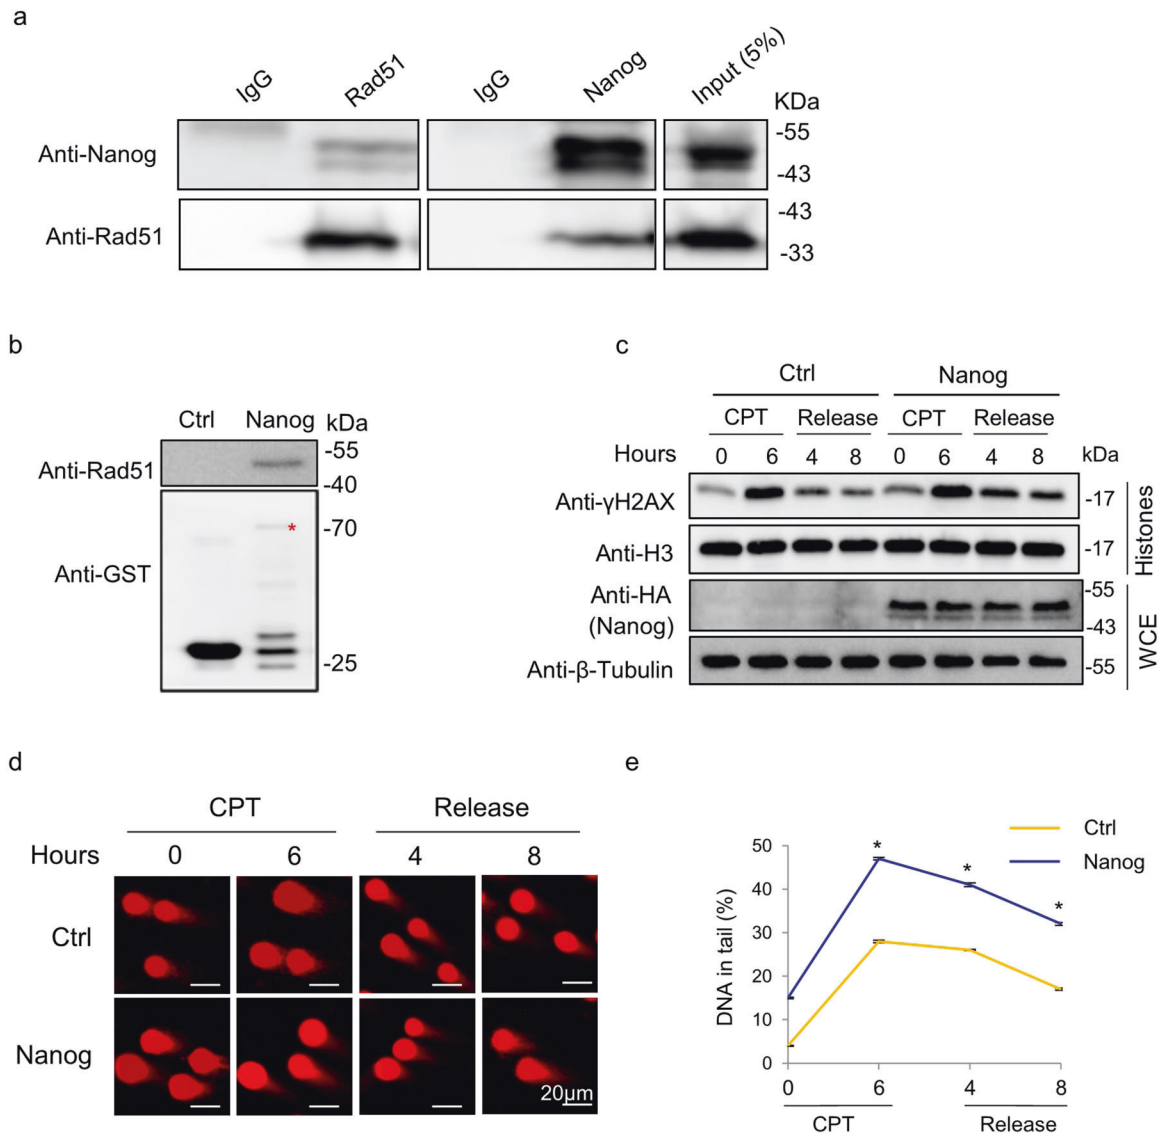 a
IgG Rad51 IgG Nanog Input (5%) KDa
Anti-Nanog -55
-43
Anti-Rad51 -43
-33
b
Ctrl Nanog kDa
Anti-Rad51 -55
-40
* -70
Anti-GST
-25
c
Ctrl Nanog
CPT Release CPT Release
Hours 0 6 4 8 0 6 4 8 kDa
Anti-γH2AX -17
Anti-H3 -17
Histones
Anti-HA -55
(Nanog) -43
Anti-β-Tubulin -55
WCE
d
CPT Release
Hours 0 6 4 8
Ctrl
Nanog
20μm
e
Ctrl
Nanog
DNA in tail (%)
50
40
30
20
10
0
* * *
0 6 4 8
CPT Release